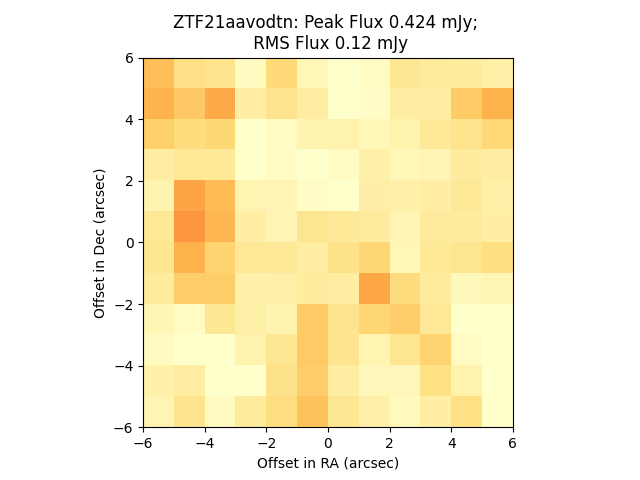 ZTF21aavodtn: Peak Flux 0.424 mJy;
RMS Flux 0.12 mJy
6
4
2
0
−2
−4
−6
Offset in Dec (arcsec)
−6 −4 −2 0 2 4 6
Offset in RA (arcsec)